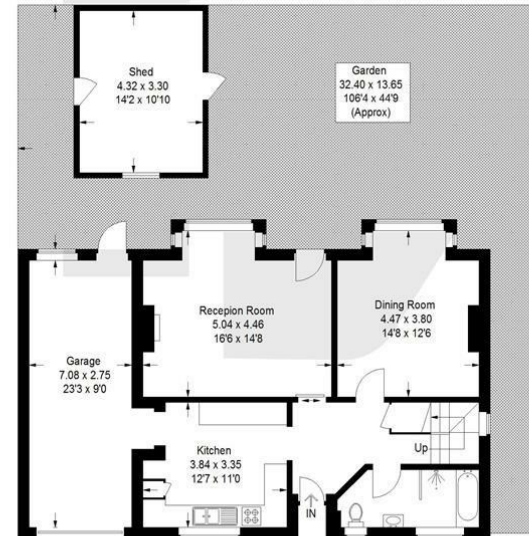 Shed
4.32 x 3.30
14'2 x 10'10
Garden
32.40 x 13.65
106'4 x 44'9
(Approx)
Recepion Room
5.04 x 4.46
16'6 x 14'8
Dining Room
4.47 x 3.80
14'8 x 12'6
Garage
7.08 x 2.75
23'3 x 9'0
Kitchen
3.84 x 3.35
12'7 x 11'0
Up
IN